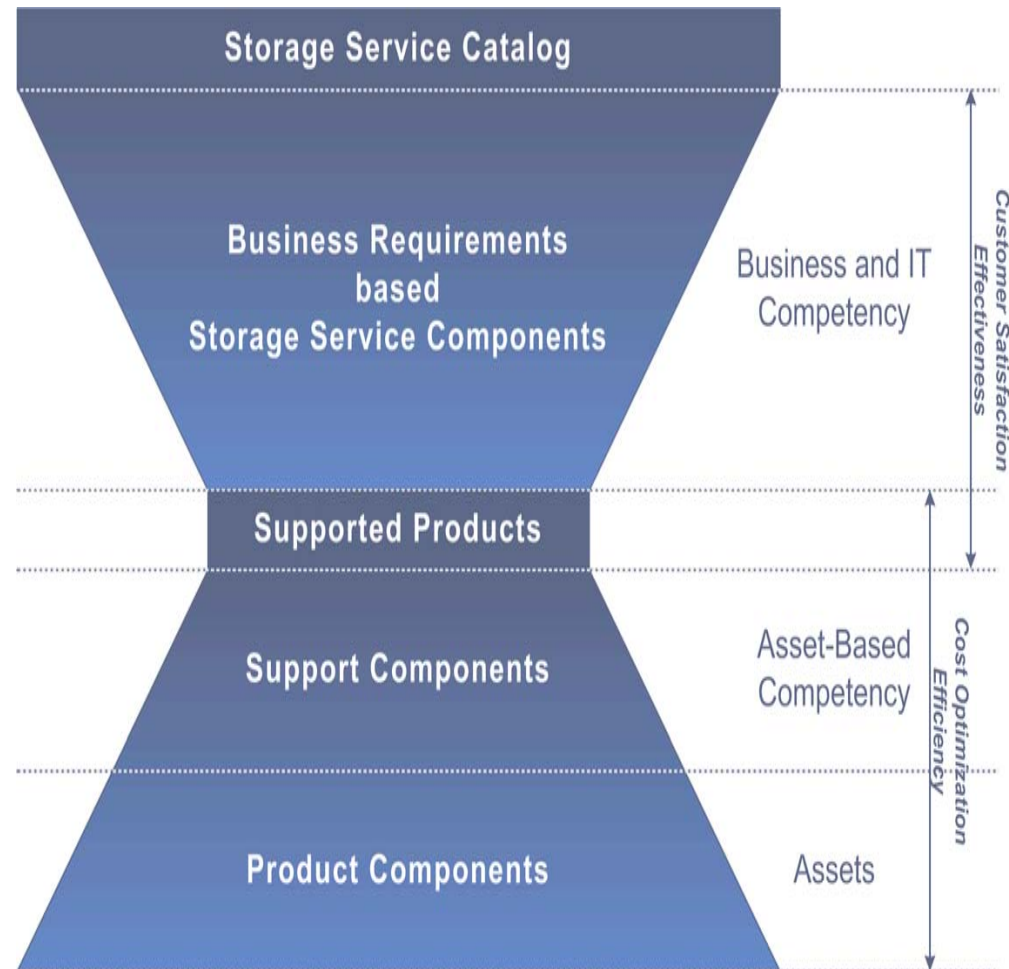 Storage Service Catalog
Business Requirements
based
Storage Service Components
Business and IT
Competency
Customer Satisfaction
Effectiveness
Supported Products
Support Components
Asset-Based
Competency
Cost Optimization
Efficiency
Product Components
Assets